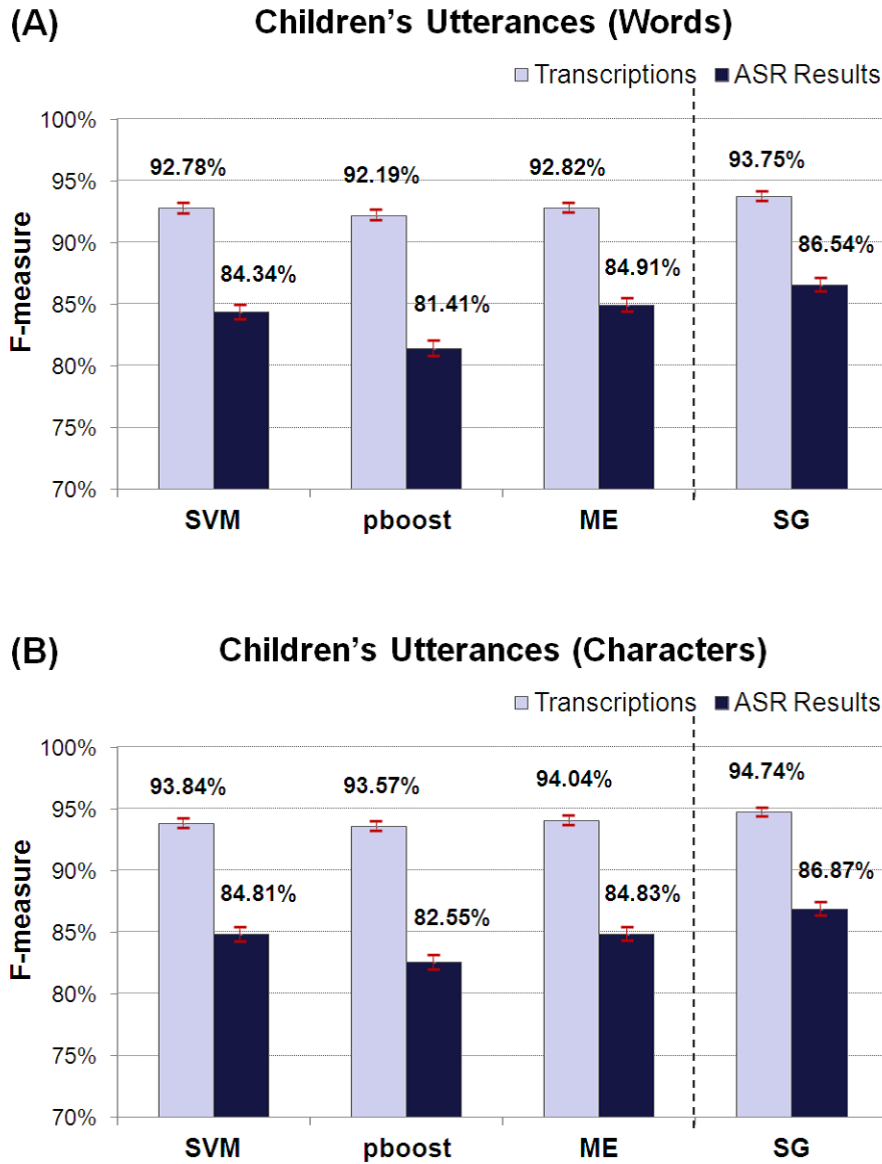 (A) Children’s Utterances (Words)
Transcriptions ASR Results
F-measure
100%
95%
90%
85%
80%
75%
70%
92.78% 92.19% 92.82% 93.75%
84.34% 81.41% 84.91% 86.54%
SVM pboost ME SG
(B) Children’s Utterances (Characters)
Transcriptions ASR Results
F-measure
100%
95%
90%
85%
80%
75%
70%
93.84% 93.57% 94.04% 94.74%
84.81% 82.55% 84.83% 86.87%
SVM pboost ME SG